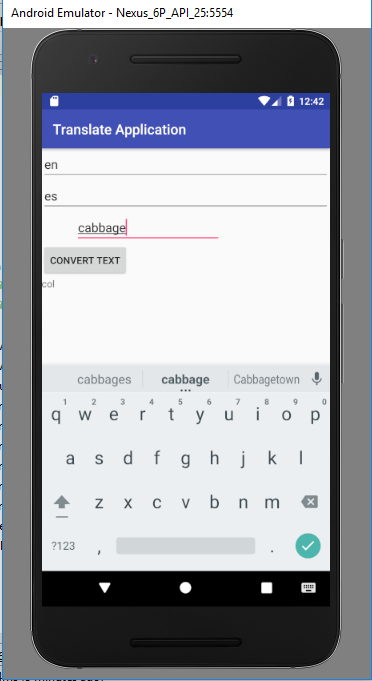 Android Emulator - Nexus_6P_API_25:5554
12:42
Translate Application
en
es
cabbage
CONVERT TEXT
col
cabbages cabbage Cabbagetown
1 2 3 4 5 6 7 8 9 0
q w e r t y u i o p
a s d f g h j k l
z x c v b n m
?123 , .